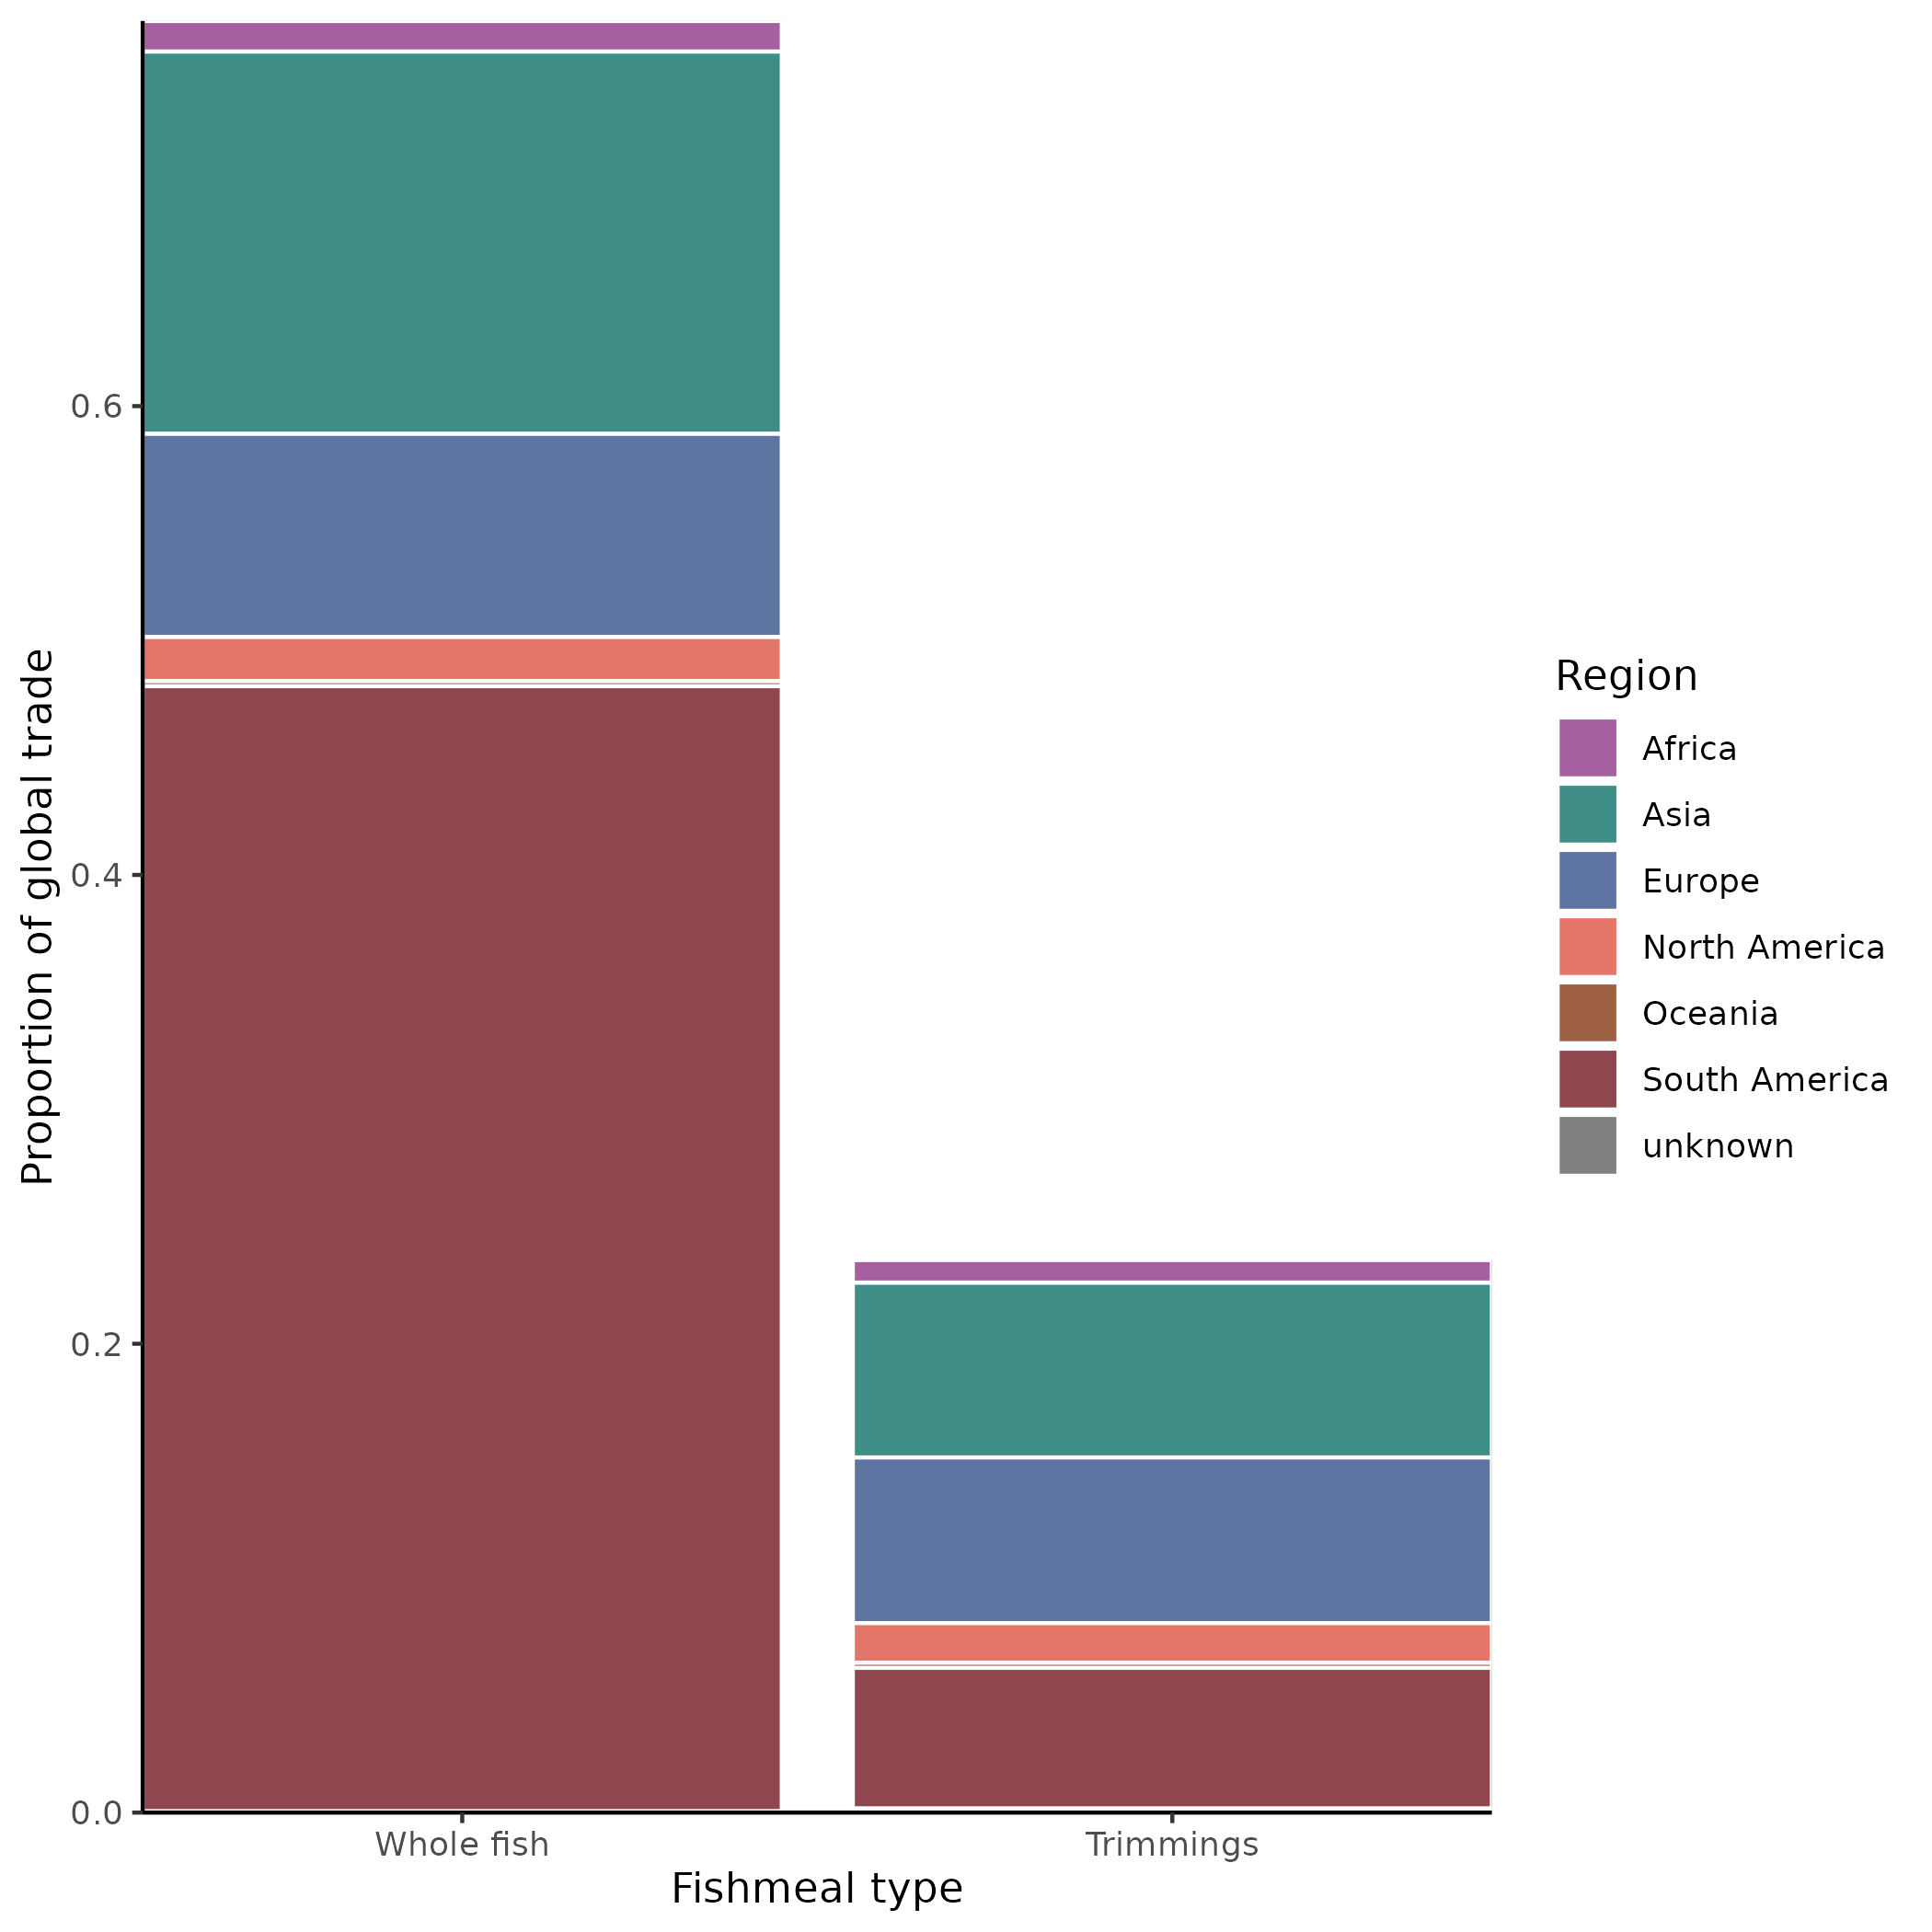 Proportion of global trade
0.6
0.4
0.2
0.0
Whole fish
Trimmings
Fishmeal type
Region
Africa
Asia
Europe
North America
Oceania
South America
unknown